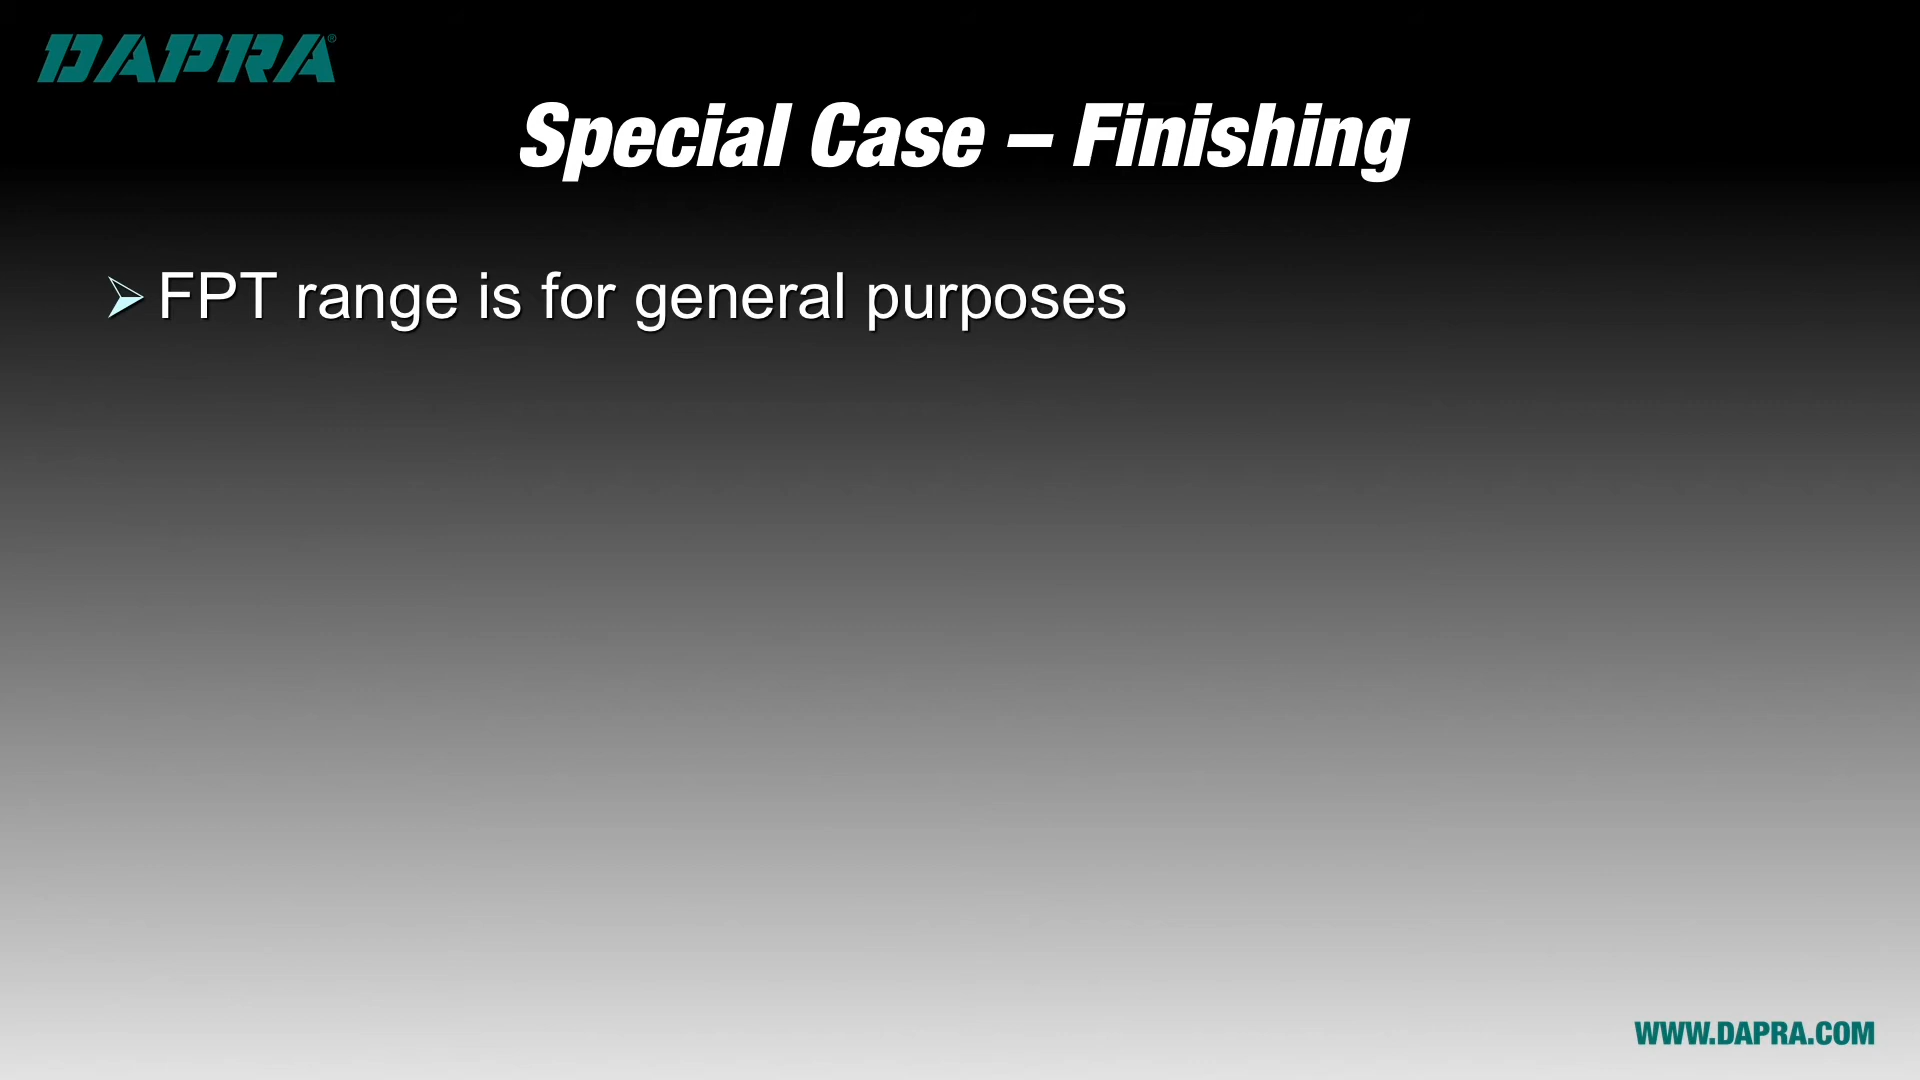 DAPRA®
Special Case – Finishing
FPT range is for general purposes
WWW.DAPRA.COM